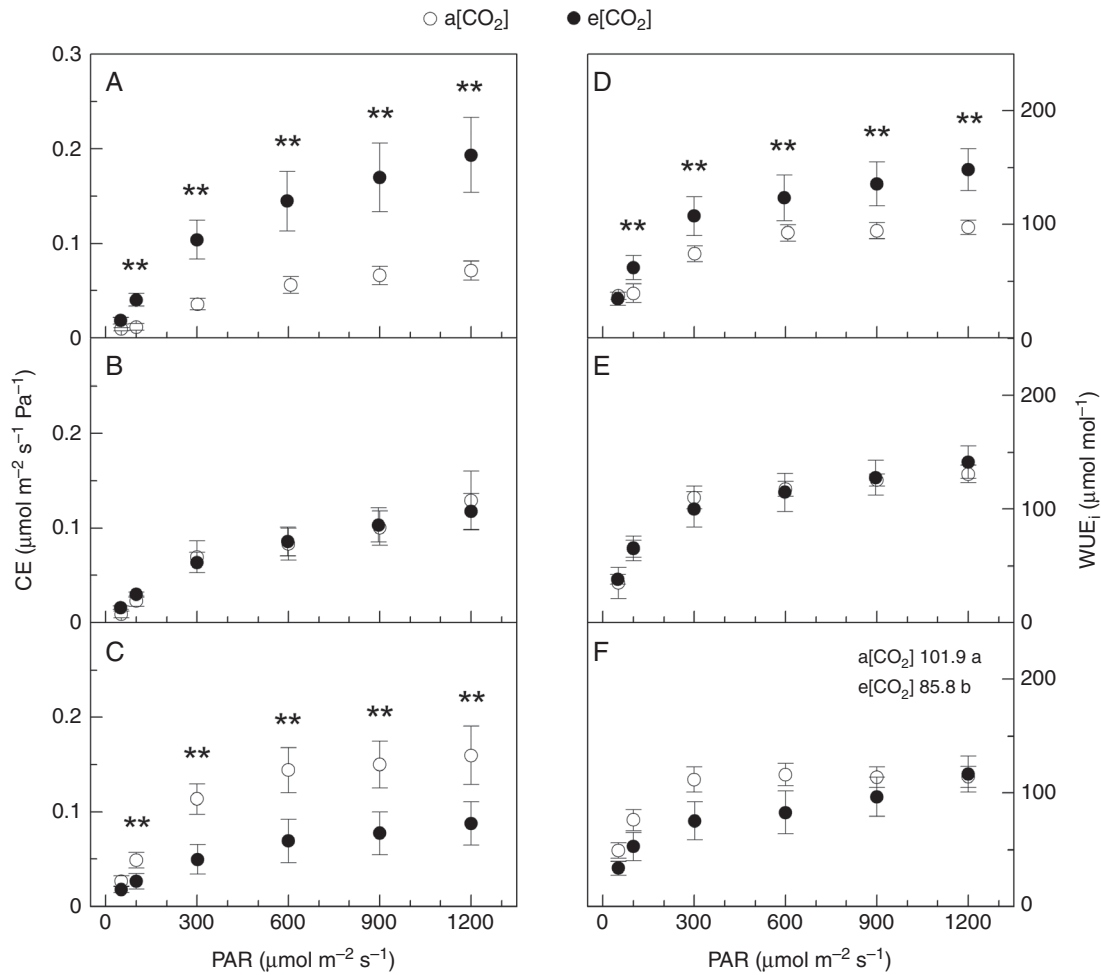 a[CO₂] e[CO₂]
A
0.3
0.2
0.1
0
** ** ** ** **
B
0.2
0.1
0
C
0.2
0.1
0
** ** ** ** **
0 300 600 900 1200
PAR (μmol m⁻² s⁻¹)
CE (μmol m⁻² s⁻¹ Pa⁻¹)
D
200
100
0
** ** ** ** **
E
200
100
0
F
a[CO₂] 101.9 a
e[CO₂] 85.8 b
200
100
0
0 300 600 900 1200
PAR (μmol m⁻² s⁻¹)
WUEᵢ (μmol mol⁻¹)